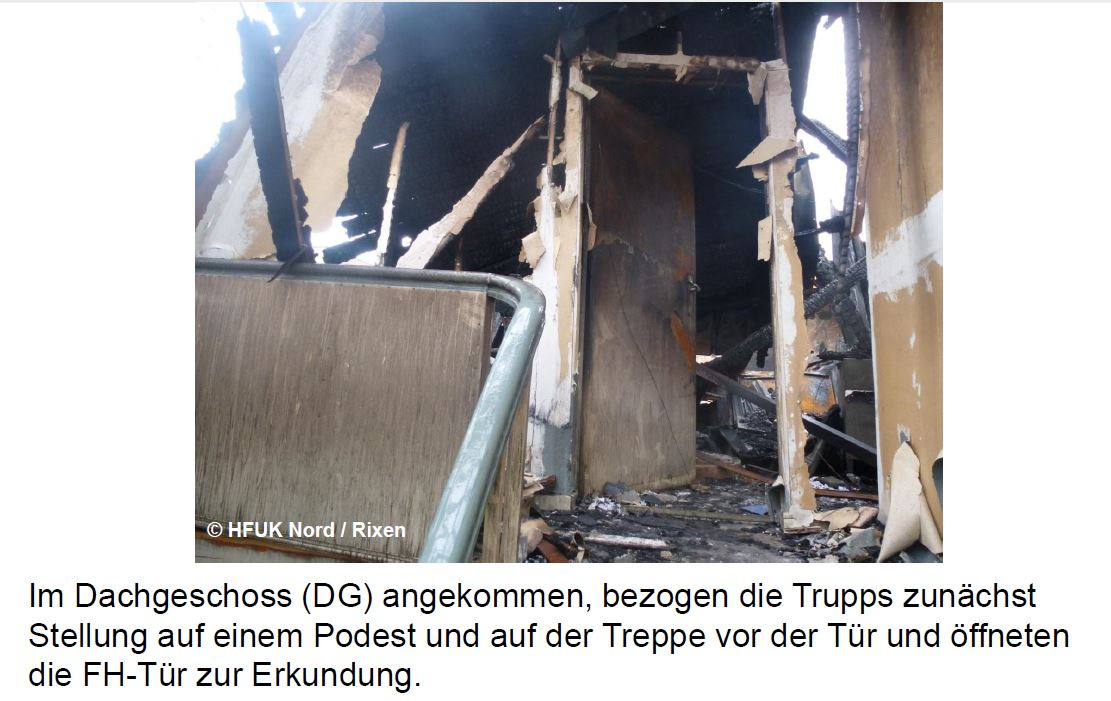 © HFUK Nord / Rixen
Im Dachgeschoss (DG) angekommen, bezogen die Trupps zunächst
Stellung auf einem Podest und auf der Treppe vor der Tür und öffneten
die FH-Tür zur Erkundung.